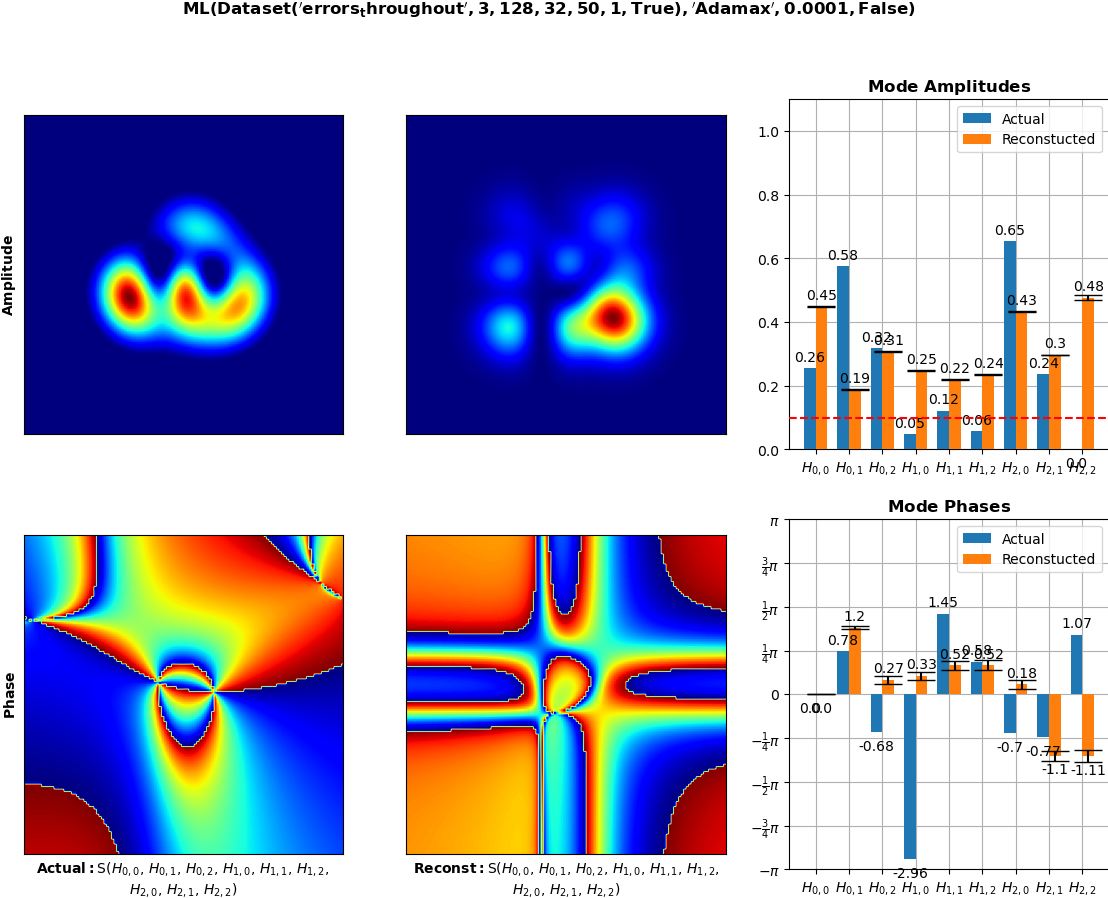 ML(Dataset('errors_throughout', 3, 128, 32, 50, 1, True), 'Adamax', 0.0001, False)
Amplitude
Mode Amplitudes
Actual
Reconstucted
1.0
0.8
0.6
0.4
0.2
0.0
0.26 0.58 0.32 0.05 0.12 0.06 0.65 0.24 0.0
0.45 0.19 0.31 0.25 0.22 0.24 0.43 0.3 0.48
H0,0 H0,1 H0,2 H1,0 H1,1 H1,2 H2,0 H2,1 H2,2
Phase
Actual: S(H0,0, H0,1, H0,2, H1,0, H1,1, H1,2,
H2,0, H2,1, H2,2)
Reconst: S(H0,0, H0,1, H0,2, H1,0, H1,1, H1,2,
H2,0, H2,1, H2,2)
Mode Phases
Actual
Reconstucted
π
3/4π
1/2π
1/4π
0
−1/4π
−1/2π
−3/4π
−π
0.0 0.78 -0.68 -2.96 1.45 0.58 -0.7 -0.77 1.07
0.0 1.2 0.27 0.33 0.52 0.52 0.18 -1.1 -1.11
H0,0 H0,1 H0,2 H1,0 H1,1 H1,2 H2,0 H2,1 H2,2